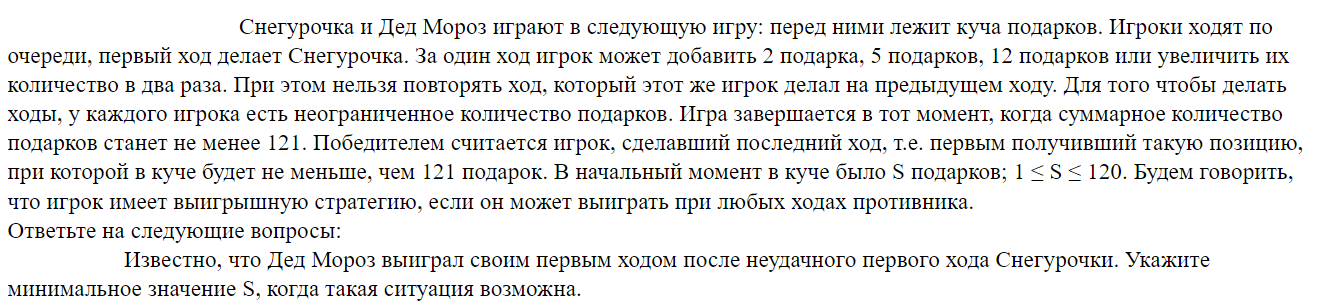 Снегурочка и Дед Мороз играют в следующую игру: перед ними лежит куча подарков. Игроки ходят по
очереди, первый ход делает Снегурочка. За один ход игрок может добавить 2 подарка, 5 подарков, 12 подарков или увеличить их
количество в два раза. При этом нельзя повторять ход, который этот же игрок делал на предыдущем ходу. Для того чтобы делать
ходы, у каждого игрока есть неограниченное количество подарков. Игра завершается в тот момент, когда суммарное количество
подарков станет не менее 121. Победителем считается игрок, сделавший последний ход, т.е. первым получивший такую позицию,
при которой в куче будет не меньше, чем 121 подарок. В начальный момент в куче было S подарков; 1 ≤ S ≤ 120. Будем говорить,
что игрок имеет выигрышную стратегию, если он может выиграть при любых ходах противника.
Ответьте на следующие вопросы:
Известно, что Дед Мороз выиграл своим первым ходом после неудачного первого хода Снегурочки. Укажите
минимальное значение S, когда такая ситуация возможна.